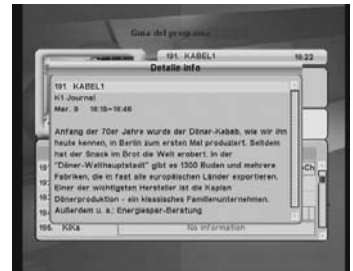 Guía del programa
191. KABEL1 16:22
Detalle Info
191. KABEL1
K1 Journal
Mar. 9 16:15~16:46
Anfang der 70er Jahre wurde der Döner-Kebab, wie wir ihn
heute kennen, in Berlin zum ersten Mal produziert. Seitdem
hat der Snack im Brot die Welt erobert. In der
"Döner-Welthauptstadt" gibt es 1300 Buden und mehrere
Fabriken, die in fast alle europäischen Länder exportieren.
Einer der wichtigsten Hersteller ist die Kaplan
Dönerproduktion - ein klassisches Familienunternehmen.
Außerdem u. a.: Energiespar-Beratung
195. KiKa No information